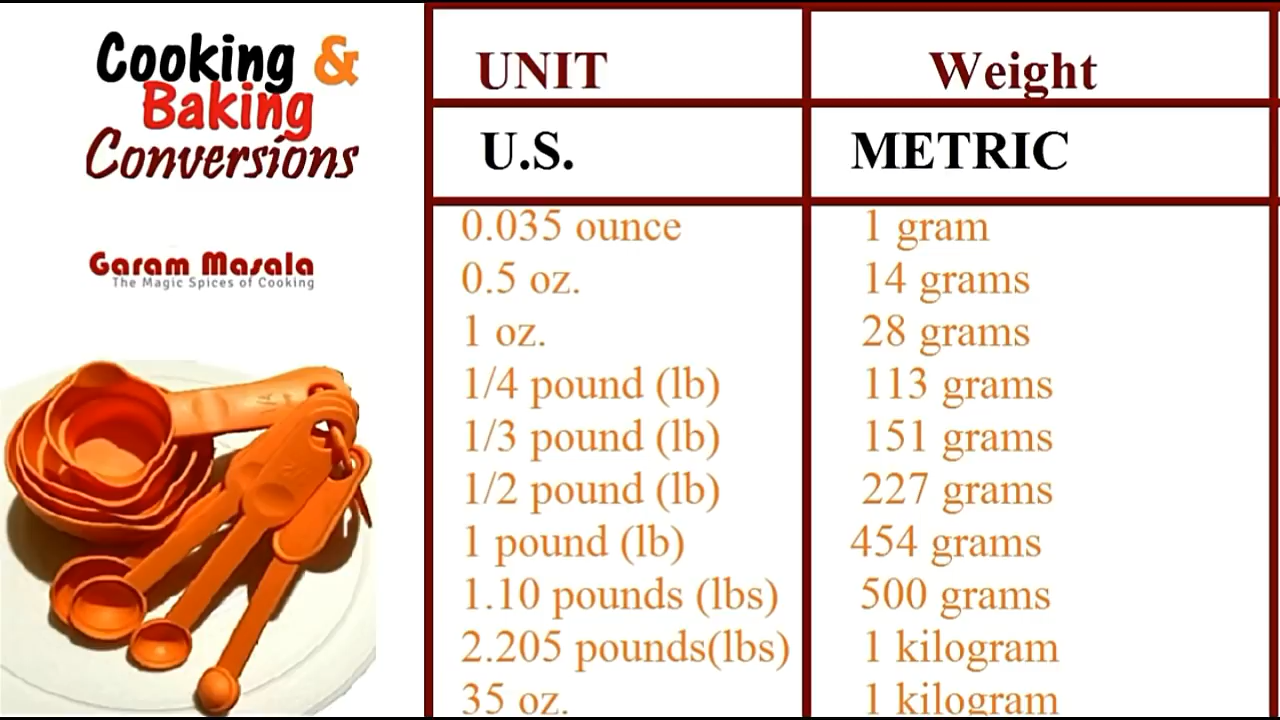 Cooking &
Baking
Conversions
Garam Masala
The Magic Spices of Cooking
UNIT Weight
U.S. METRIC
0.035 ounce 1 gram
0.5 oz. 14 grams
1 oz. 28 grams
1/4 pound (lb) 113 grams
1/3 pound (lb) 151 grams
1/2 pound (lb) 227 grams
1 pound (lb) 454 grams
1.10 pounds (lbs) 500 grams
2.205 pounds(lbs) 1 kilogram
35 oz. 1 kilogram